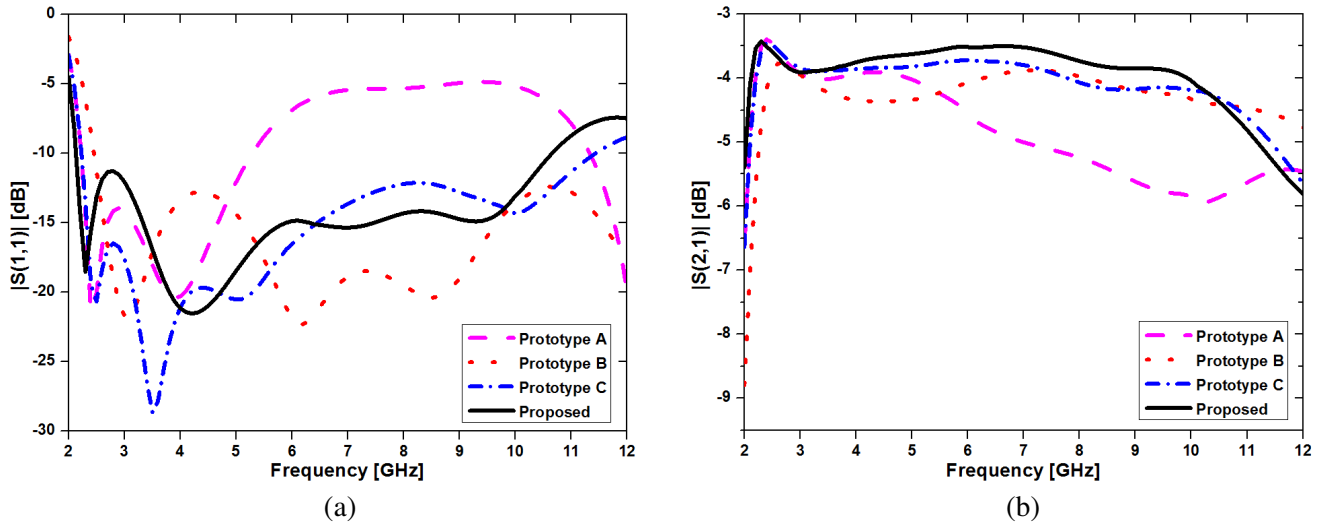 0
-5
-10
-15
-20
-25
-30
|S(1,1)| [dB]
Prototype A
Prototype B
Prototype C
Proposed
2 3 4 5 6 7 8 9 10 11 12
Frequency [GHz]
(a)
-3
-4
-5
-6
-7
-8
-9
|S(2,1)| [dB]
Prototype A
Prototype B
Prototype C
Proposed
2 3 4 5 6 7 8 9 10 11 12
Frequency [GHz]
(b)